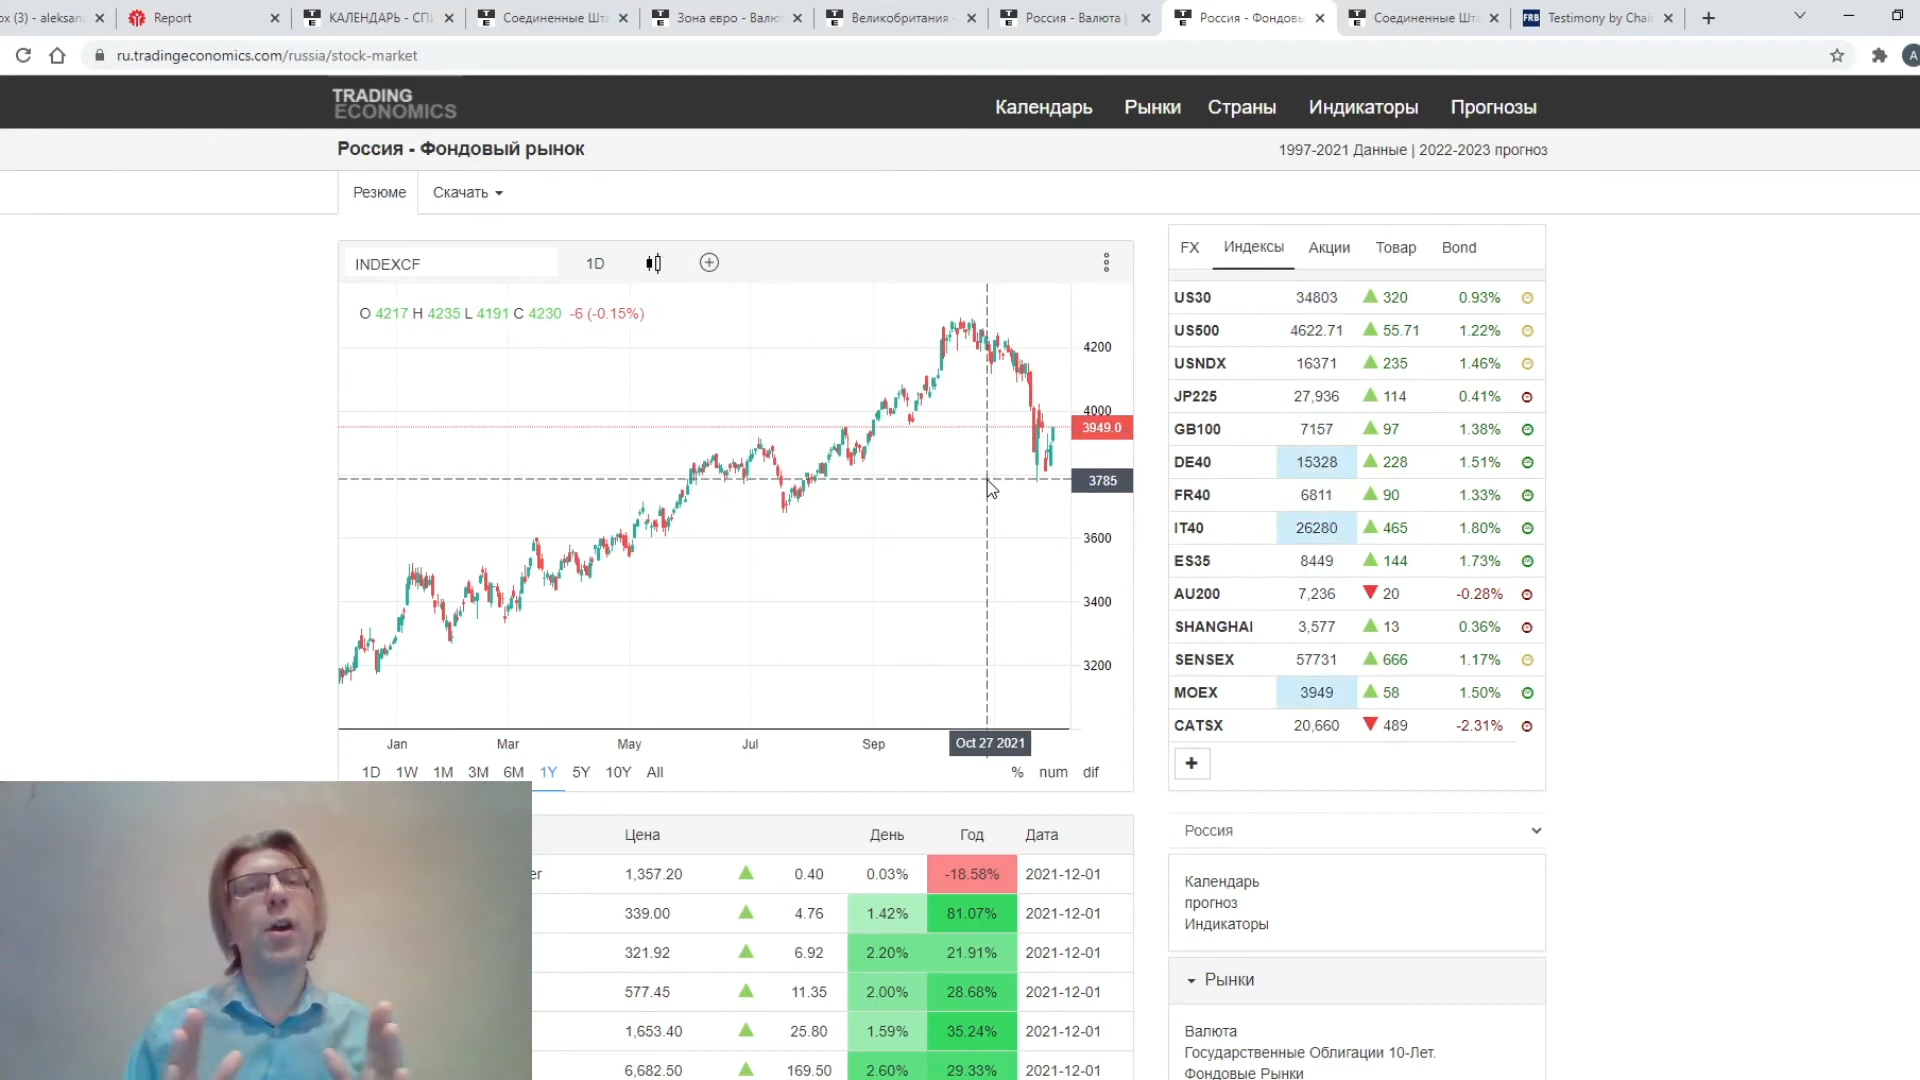 ox (3) - aleksand
Report
КАЛЕНДАРЬ - СПИ
Соединенные Шта
Зона евро - Валю
Великобритания -
Россия - Валюта |
Россия - Фондовы
Соединенные Шта
FRB Testimony by Chair
ru.tradingeconomics.com/russia/stock-market
A
TRADING
ECONOMICS
Календарь Рынки Страны Индикаторы Прогнозы
Россия - Фондовый рынок
1997-2021 Данные | 2022-2023 прогноз
Резюме Скачать
INDEXCF 1D
O 4217 H 4235 L 4191 C 4230 -6 (-0.15%)
4200
4000
3949.0
3785
3600
3400
3200
Jan Mar May Jul Sep Oct 27 2021
1D 1W 1M 3M 6M 1Y 5Y 10Y All % num dif
FX Индексы Акции Товар Bond
US30 34803 320 0.93%
US500 4622.71 55.71 1.22%
USNDX 16371 235 1.46%
JP225 27,936 114 0.41%
GB100 7157 97 1.38%
DE40 15328 228 1.51%
FR40 6811 90 1.33%
IT40 26280 465 1.80%
ES35 8449 144 1.73%
AU200 7,236 20 -0.28%
SHANGHAI 3,577 13 0.36%
SENSEX 57731 666 1.17%
MOEX 3949 58 1.50%
CATSX 20,660 489 -2.31%
+
Цена День Год Дата
er 1,357.20 0.40 0.03% -18.58% 2021-12-01
339.00 4.76 1.42% 81.07% 2021-12-01
321.92 6.92 2.20% 21.91% 2021-12-01
577.45 11.35 2.00% 28.68% 2021-12-01
1,653.40 25.80 1.59% 35.24% 2021-12-01
6,682.50 169.50 2.60% 29.33% 2021-12-01
Россия
Календарь
прогноз
Индикаторы
Рынки
Валюта
Государственные Облигации 10-Лет.
Фондовые Рынки